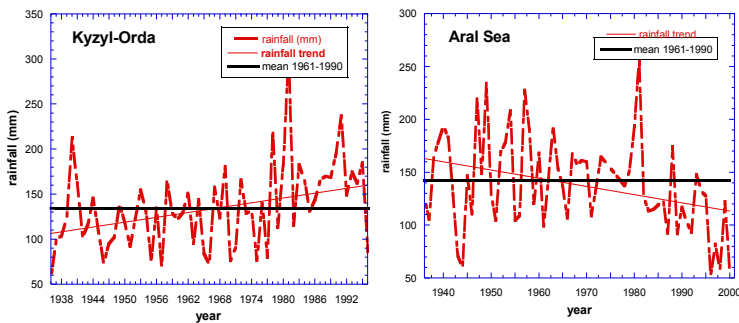 350
300
250
200
150
100
50
rainfall (mm)
Kyzyl-Orda
rainfall (mm)
rainfall trend
mean 1961-1990
1938 1944 1950 1956 1962 1968 1974 1980 1986 1992
year
300
250
200
150
100
50
rainfall (mm)
Aral Sea
rainfall trend
mean 1961-1990
1940 1950 1960 1970 1980 1990 2000
year